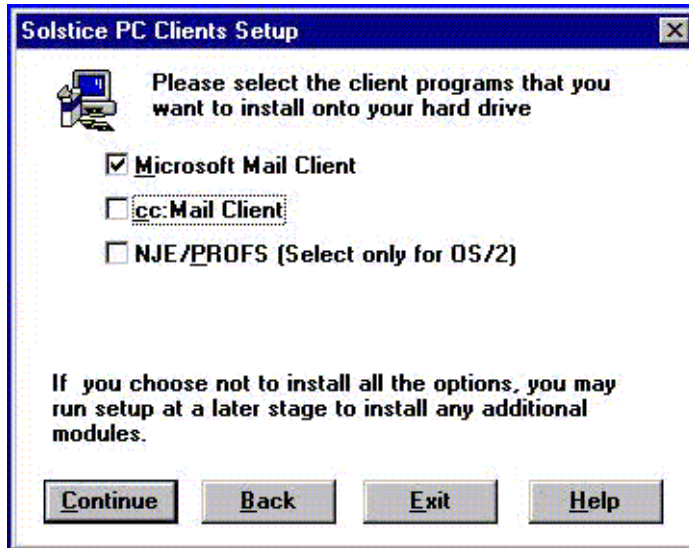 Solstice PC Clients Setup
Please select the client programs that you
want to install onto your hard drive
Microsoft Mail Client
cc:Mail Client
NJE/PROFS (Select only for OS/2)
If you choose not to install all the options, you may
run setup at a later stage to install any additional
modules.
Continue Back Exit Help